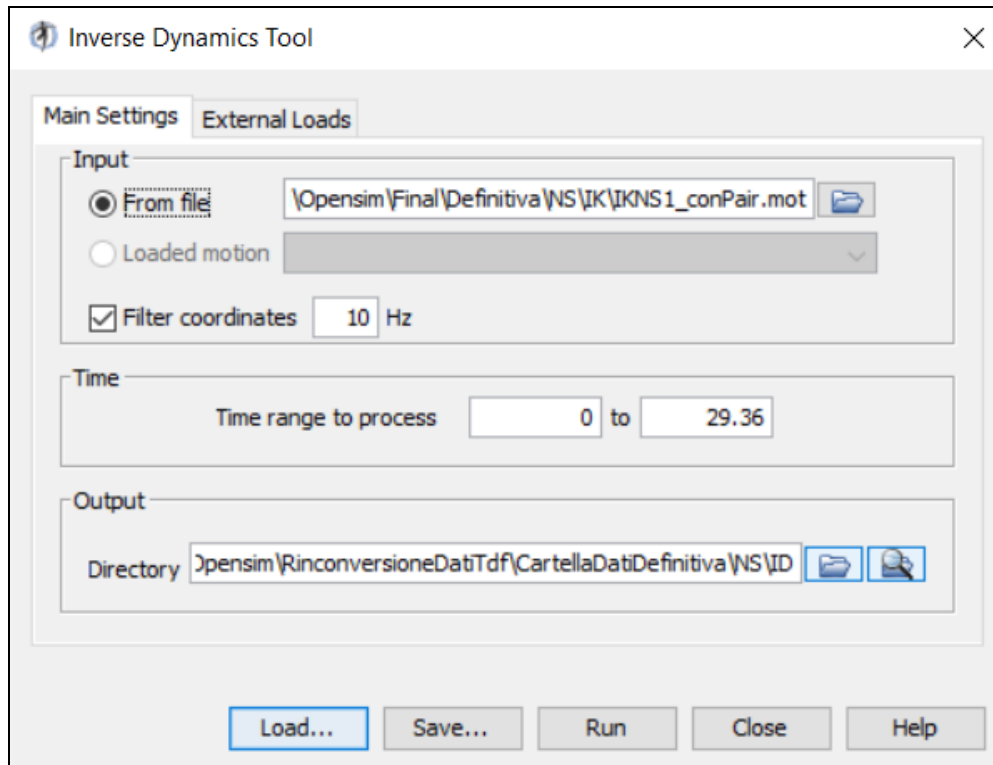 Inverse Dynamics Tool
Main Settings External Loads
Input
From file \Opensim\Final\Definitiva\NS\IK\IKNS1_conPair.mot
Loaded motion
Filter coordinates 10 Hz
Time
Time range to process 0 to 29.36
Output
Directory Opensim\RinconversioneDatiTdf\CartellaDatiDefinitiva\NS\ID
Load... Save... Run Close Help